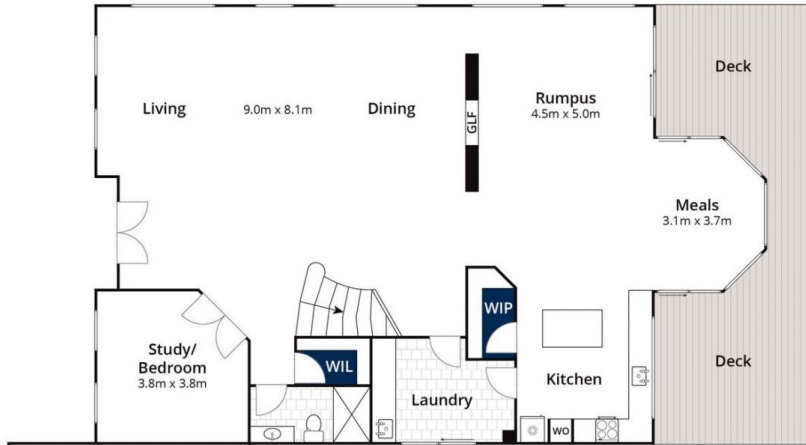 Deck
Living
9.0m x 8.1m
Dining
GLF
Rumpus
4.5m x 5.0m
Meals
3.1m x 3.7m
WIP
Study/
Bedroom
3.8m x 3.8m
WIL
Laundry
Kitchen
WO
Deck